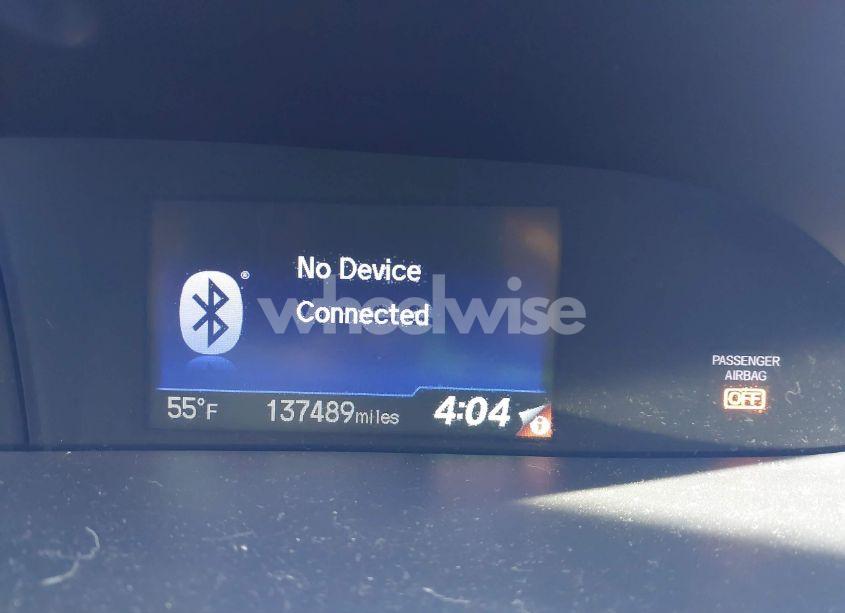 No Device
Connected
wheelwise
55°F 137489miles 4:04 i
PASSENGER
AIRBAG
OFF